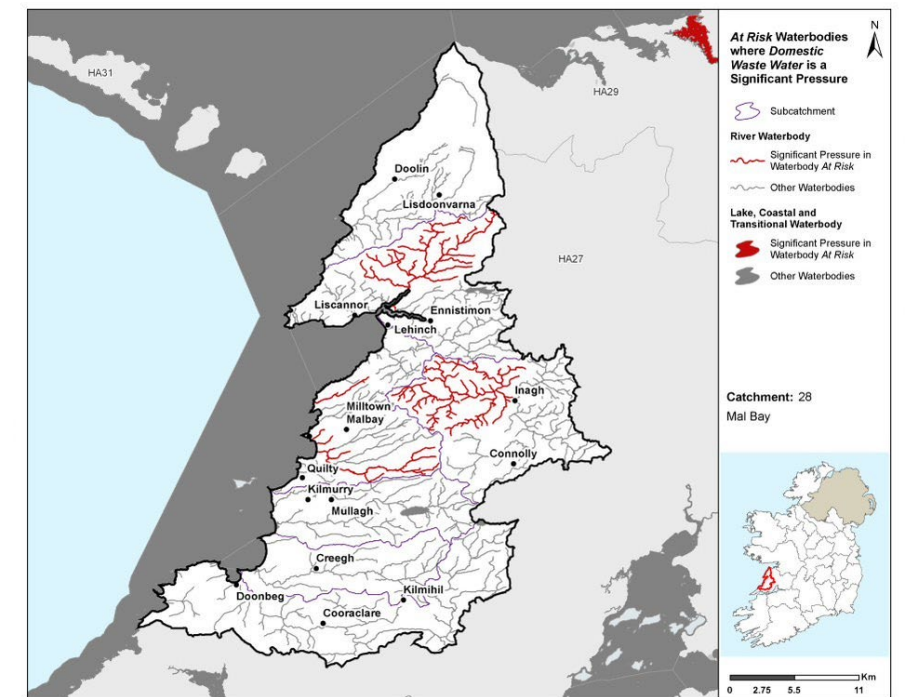 HA31
HA29
HA27
Doolin
Lisdoonvarna
Liscannor
Ennistimon
Lehinch
Inagh
Milltown
Malbay
Connolly
Quilty
Kilmurry
Mullagh
Creegh
Doonbeg
Kilmihil
Cooraclare
N
At Risk Waterbodies
where Domestic
Waste Water is a
Significant Pressure
Subcatchment
River Waterbody
Significant Pressure in
Waterbody At Risk
Other Waterbodies
Lake, Coastal and
Transitional Waterbody
Significant Pressure in
Waterbody At Risk
Other Waterbodies
Catchment: 28
Mal Bay
Km
0 2.75 5.5 11